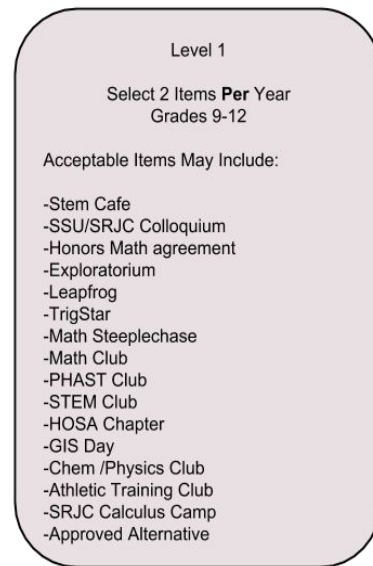 Level 1
Select 2 Items Per Year
Grades 9-12
Acceptable Items May Include:
-Stem Cafe
-SSU/SRJC Colloquium
-Honors Math agreement
-Exploratorium
-Leapfrog
-TrigStar
-Math Steeplechase
-Math Club
-PHAST Club
-STEM Club
-HOSA Chapter
-GIS Day
-Chem /Physics Club
-Athletic Training Club
-SRJC Calculus Camp
-Approved Alternative